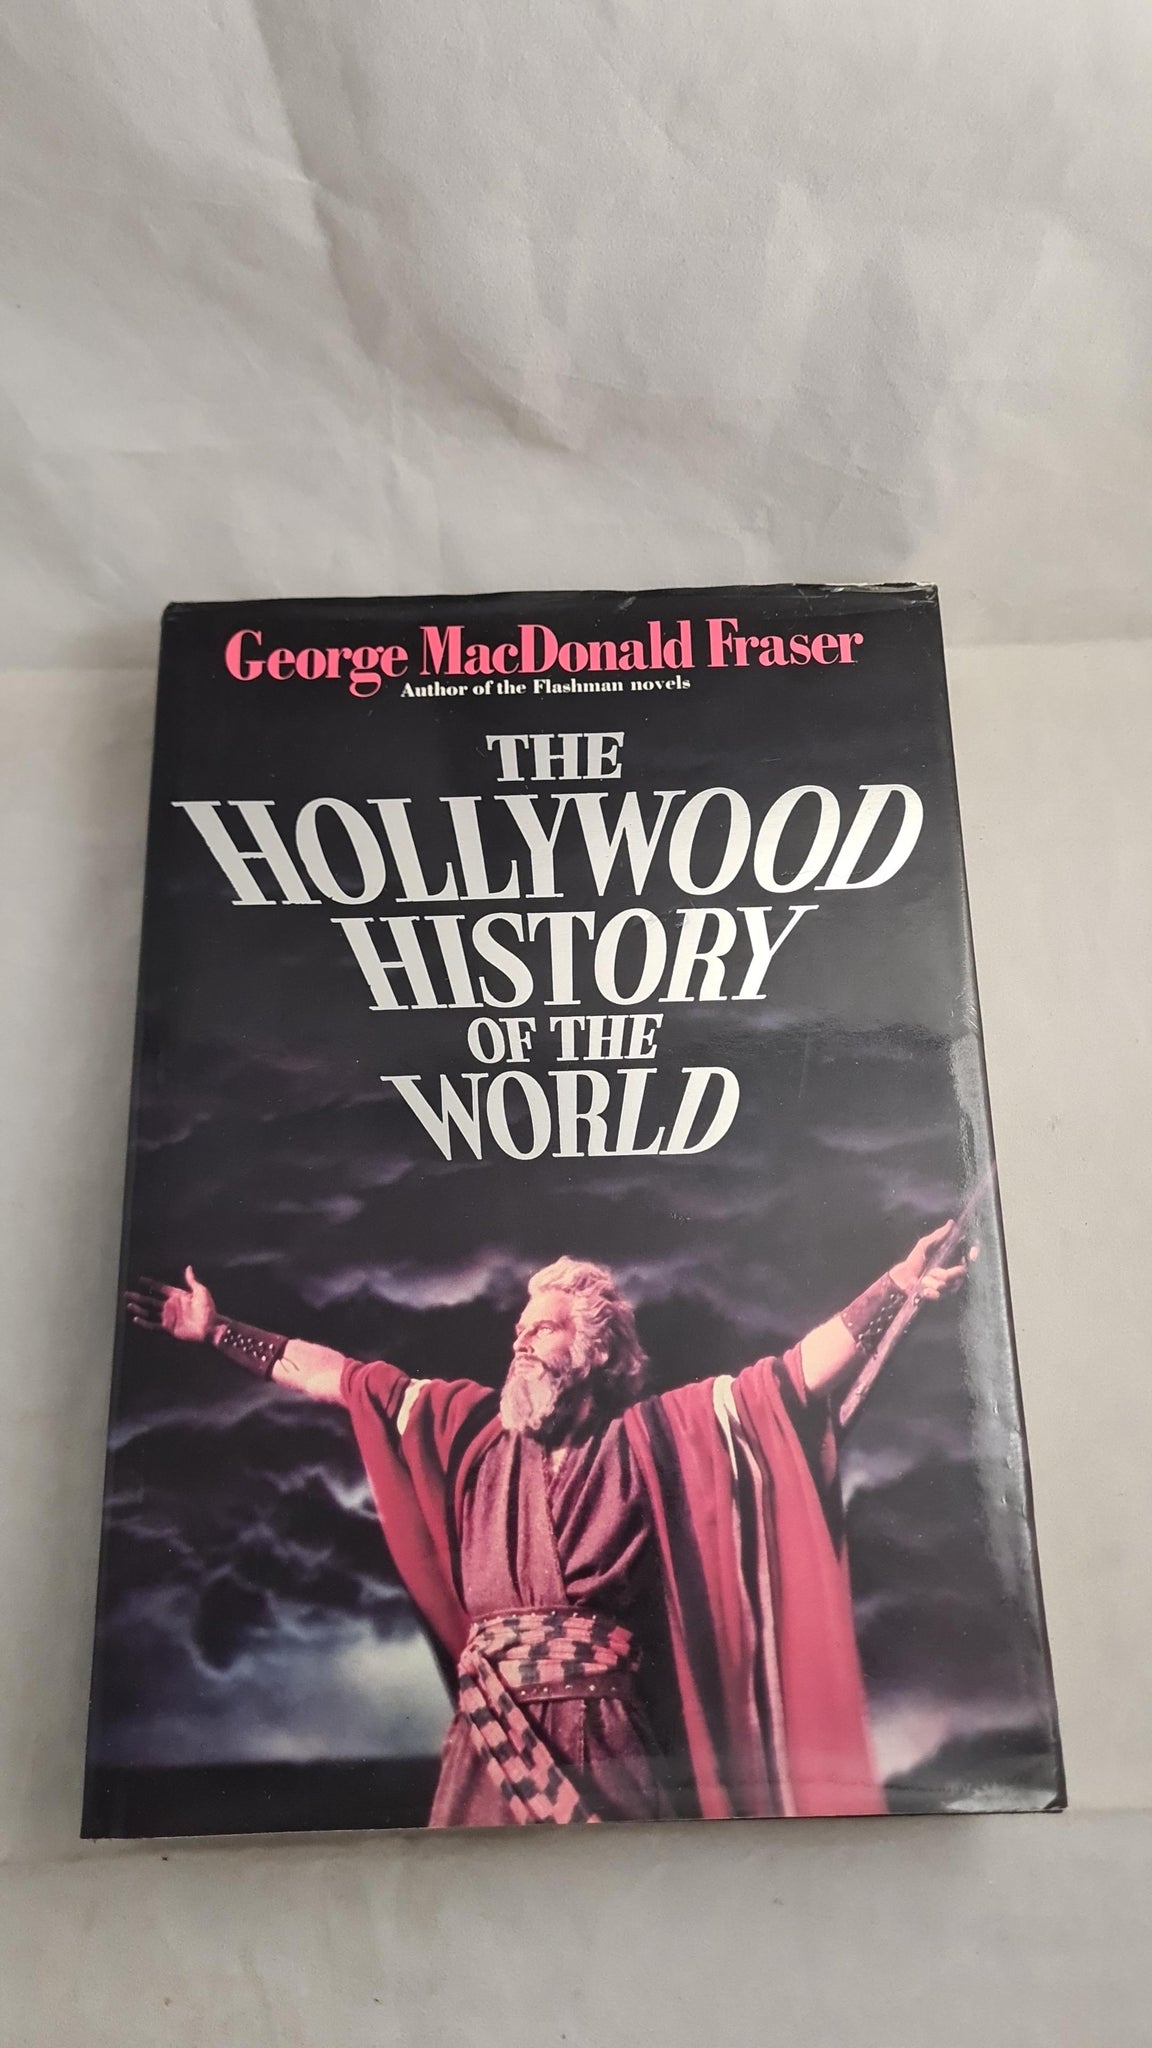 George MacDonald Fraser
Author of the Flashman novels
THE
HOLLYWOOD
HISTORY
OF THE
WORLD